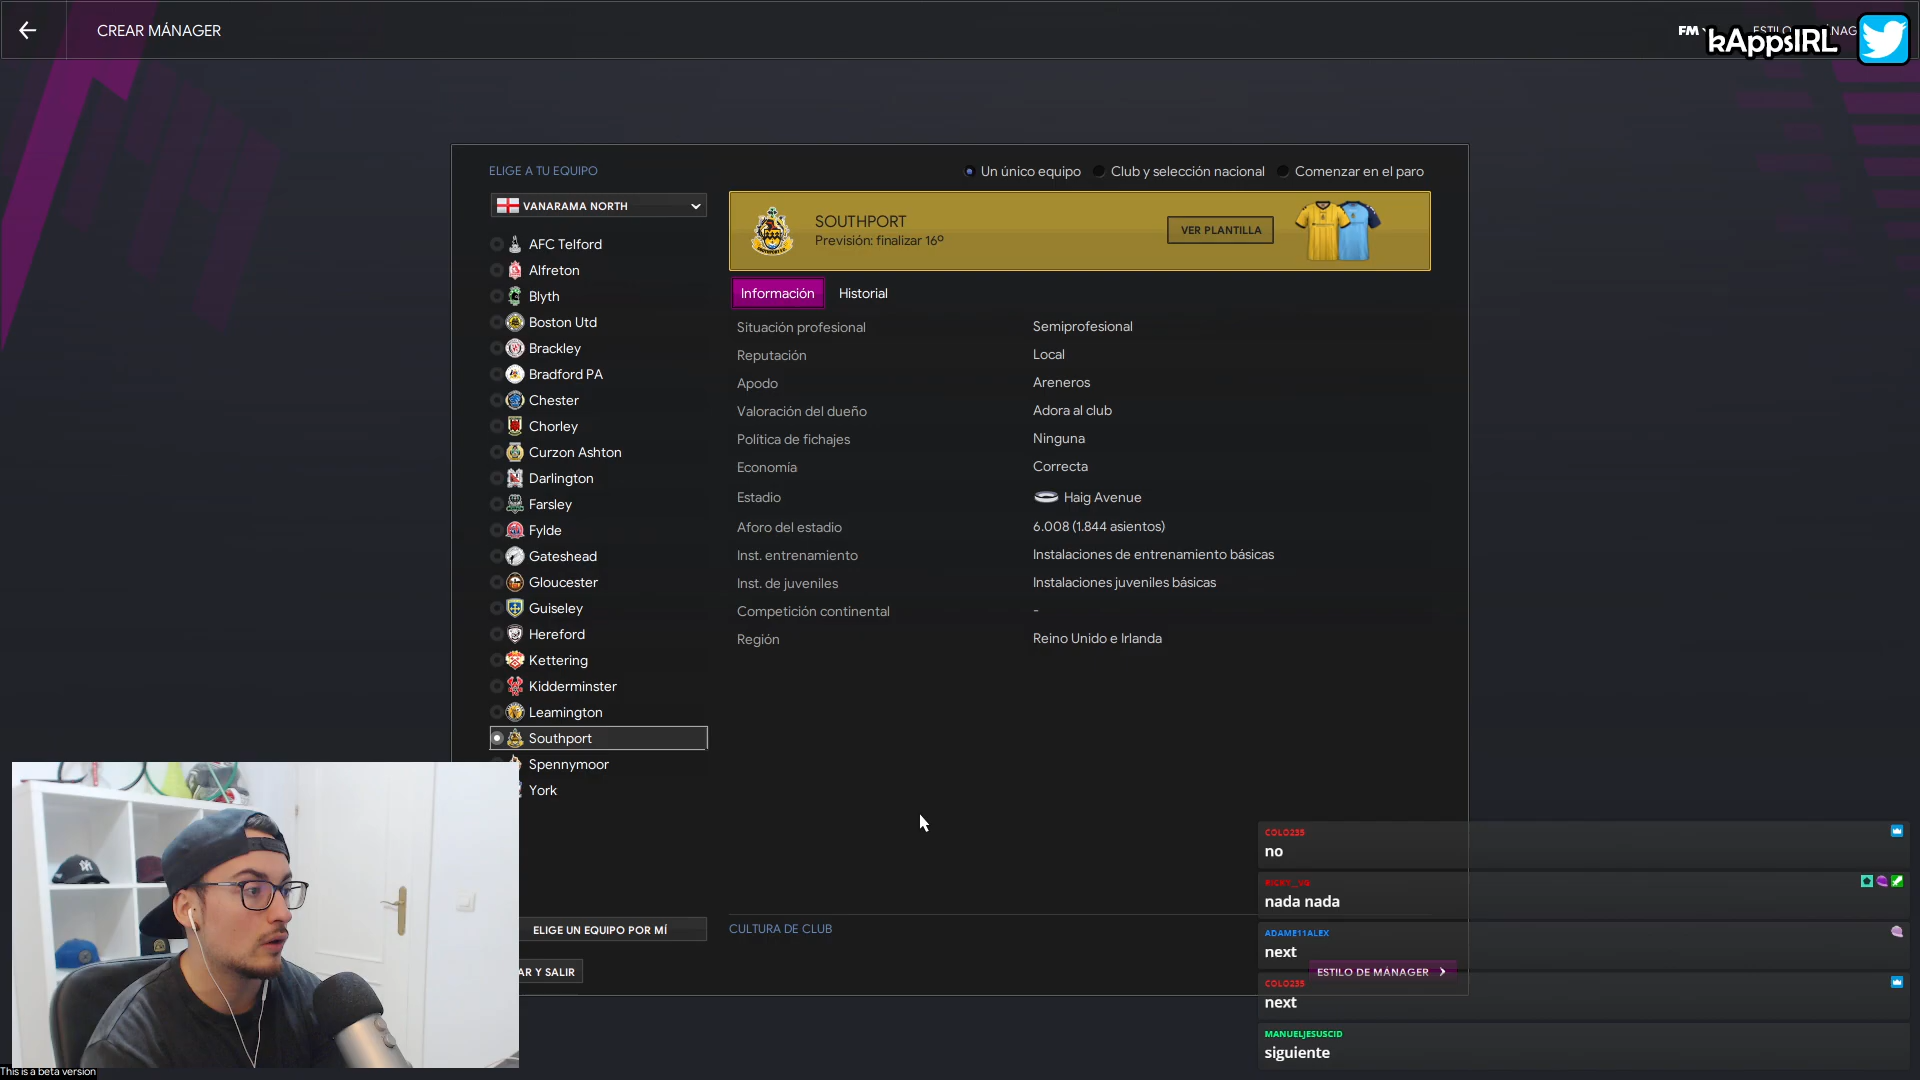 CREAR MÁNAGER
FM
kAppsIRL
ELIGE A TU EQUIPO
Un único equipo
Club y selección nacional
Comenzar en el paro
VANARAMA NORTH
SOUTHPORT
Previsión: finalizar 16º
VER PLANTILLA
AFC Telford
Alfreton
Blyth
Boston Utd
Brackley
Bradford PA
Chester
Chorley
Curzon Ashton
Darlington
Farsley
Fylde
Gateshead
Gloucester
Guiseley
Hereford
Kettering
Kidderminster
Leamington
Southport
Spennymoor
York
Información
Historial
Situación profesional
Semiprofesional
Reputación
Local
Apodo
Areneros
Valoración del dueño
Adora al club
Política de fichajes
Ninguna
Economía
Correcta
Estadio
Haig Avenue
Aforo del estadio
6.008 (1.844 asientos)
Inst. entrenamiento
Instalaciones de entrenamiento básicas
Inst. de juveniles
Instalaciones juveniles básicas
Competición continental
-
Región
Reino Unido e Irlanda
ELIGE UN EQUIPO POR MÍ
CULTURA DE CLUB
AR Y SALIR
ESTILO DE MÁNAGER
COLO235
no
nada nada
ADAME11ALEX
next
COLO235
next
MANUELJESUSCID
siguiente
This is a beta version